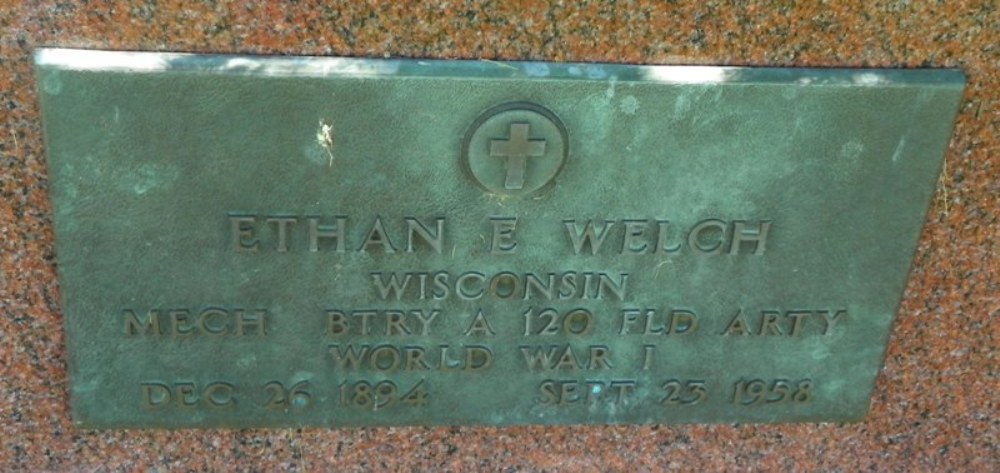 ETHAN E WELCH
WISCONSIN
MECH BTRY A 120 FLD ARTY
WORLD WAR I
DEC 26 1894 SEPT 23 1958